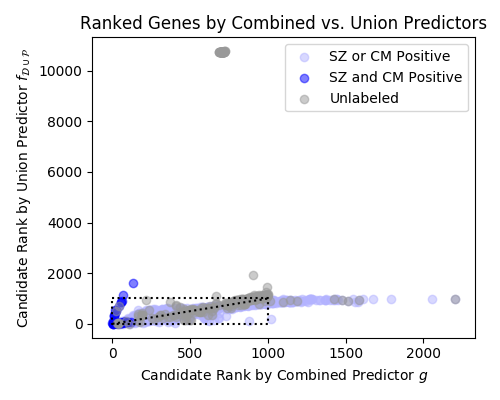 Ranked Genes by Combined vs. Union Predictors
SZ or CM Positive
SZ and CM Positive
Unlabeled
Candidate Rank by Union Predictor f_{D∪P}
10000
8000
6000
4000
2000
0
0 500 1000 1500 2000
Candidate Rank by Combined Predictor g